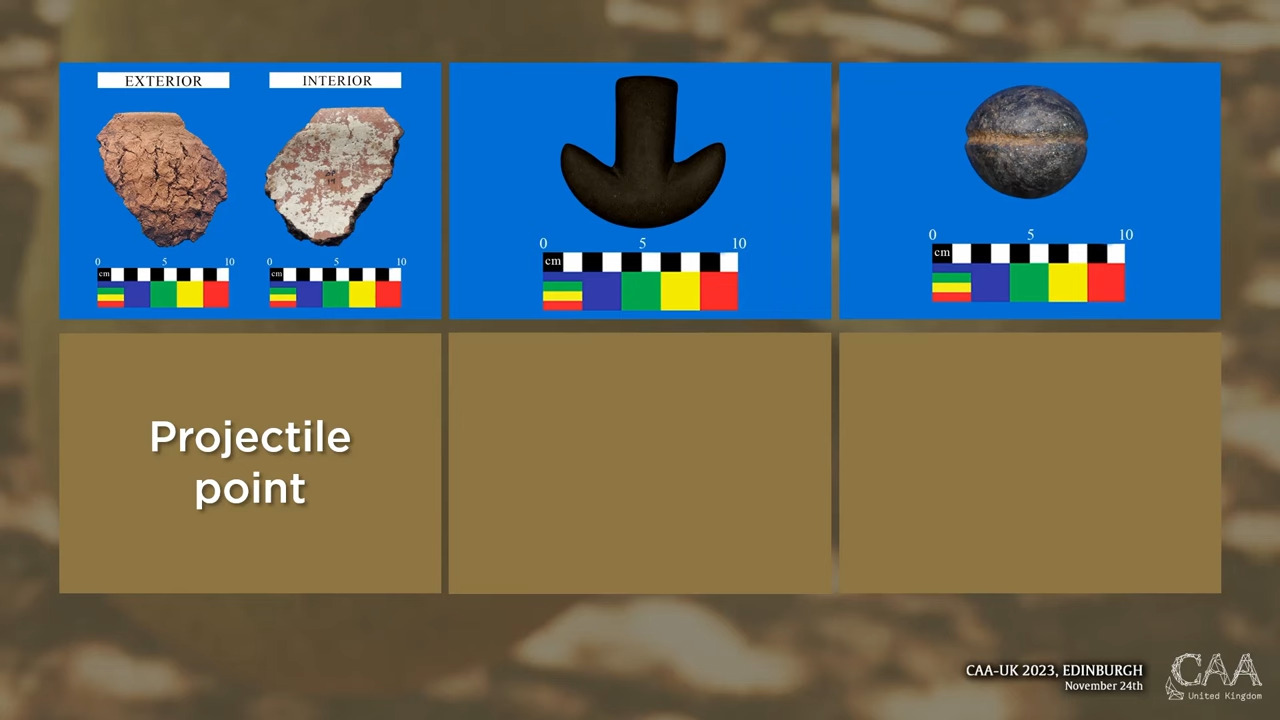 EXTERIOR
INTERIOR
0 5 10
cm
0 5 10
cm
0 5 10
cm
0 5 10
cm
Projectile
point
CAA-UK 2023, EDINBURGH
November 24th
CAA
United Kingdom